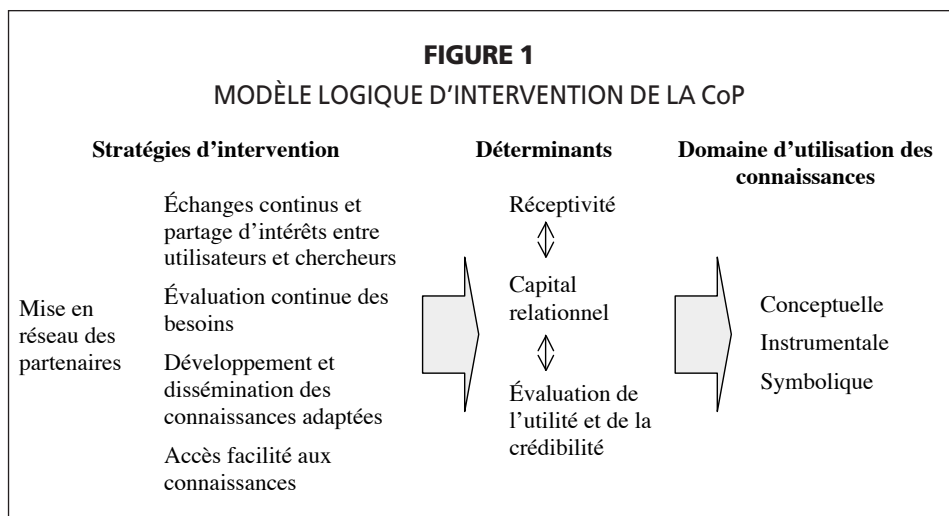 FIGURE 1
MODÈLE LOGIQUE D'INTERVENTION DE LA CoP
Stratégies d'intervention
Mise en
réseau des
partenaires
Échanges continus et
partage d'intérêts entre
utilisateurs et chercheurs
Évaluation continue des
besoins
Développement et
dissémination des
connaissances adaptées
Accès facilité aux
connaissances
Déterminants
Réceptivité
Capital
relationnel
Évaluation de
l'utilité et de la
crédibilité
Domaine d'utilisation des
connaissances
Conceptuelle
Instrumentale
Symbolique